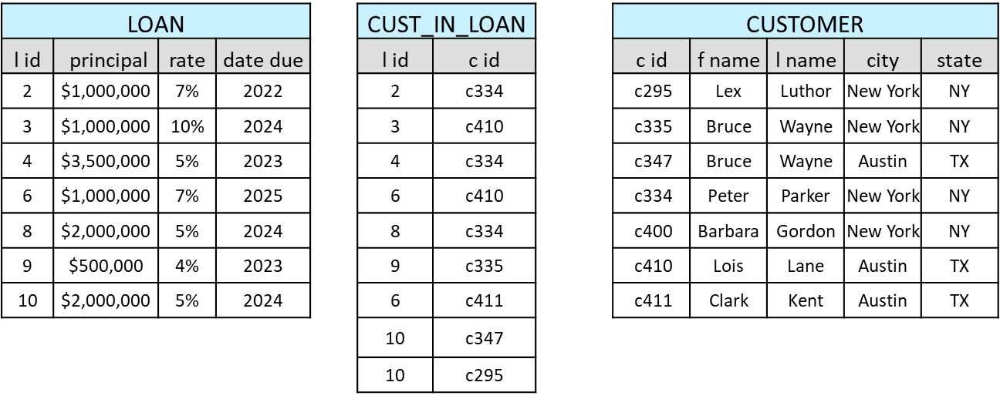 LOAN
l id principal rate date due
2 $1,000,000 7% 2022
3 $1,000,000 10% 2024
4 $3,500,000 5% 2023
6 $1,000,000 7% 2025
8 $2,000,000 5% 2024
9 $500,000 4% 2023
10 $2,000,000 5% 2024
CUST_IN_LOAN
l id c id
2 c334
3 c410
4 c334
6 c410
8 c334
9 c335
6 c411
10 c347
10 c295
CUSTOMER
c id f name l name city state
c295 Lex Luthor New York NY
c335 Bruce Wayne New York NY
c347 Bruce Wayne Austin TX
c334 Peter Parker New York NY
c400 Barbara Gordon New York NY
c410 Lois Lane Austin TX
c411 Clark Kent Austin TX